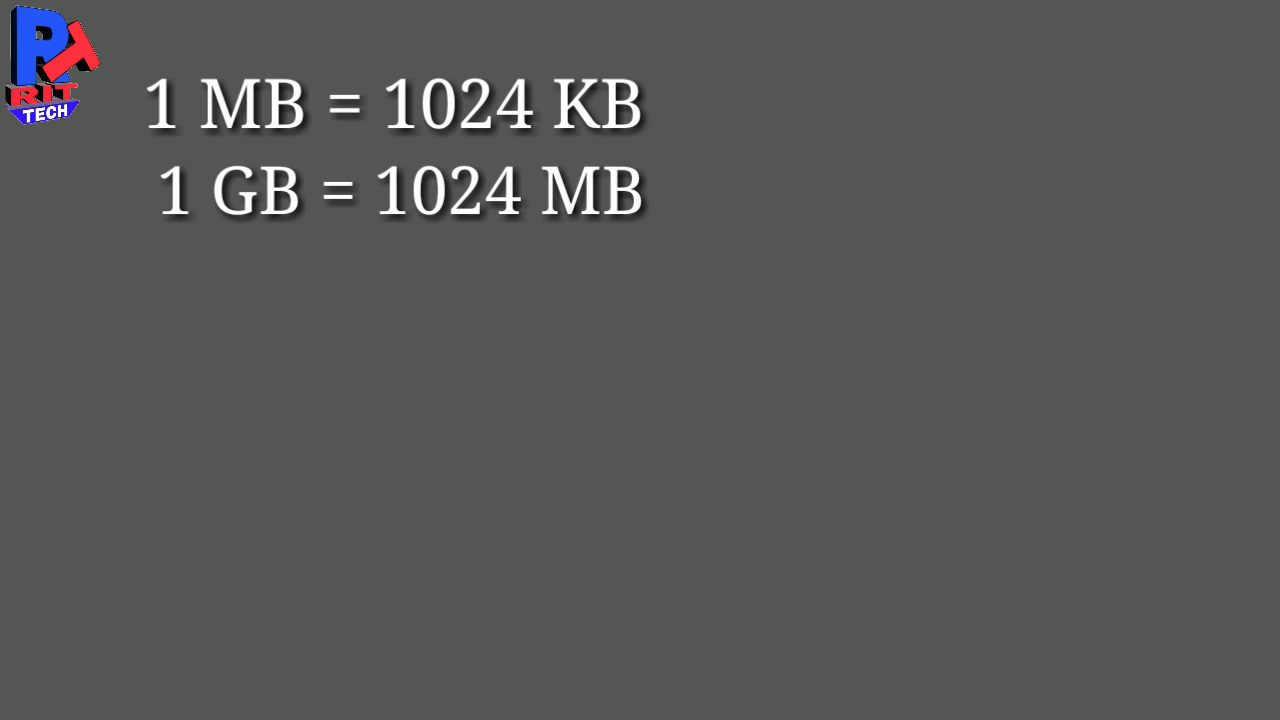 RIT
TECH
1 MB = 1024 KB
1 GB = 1024 MB